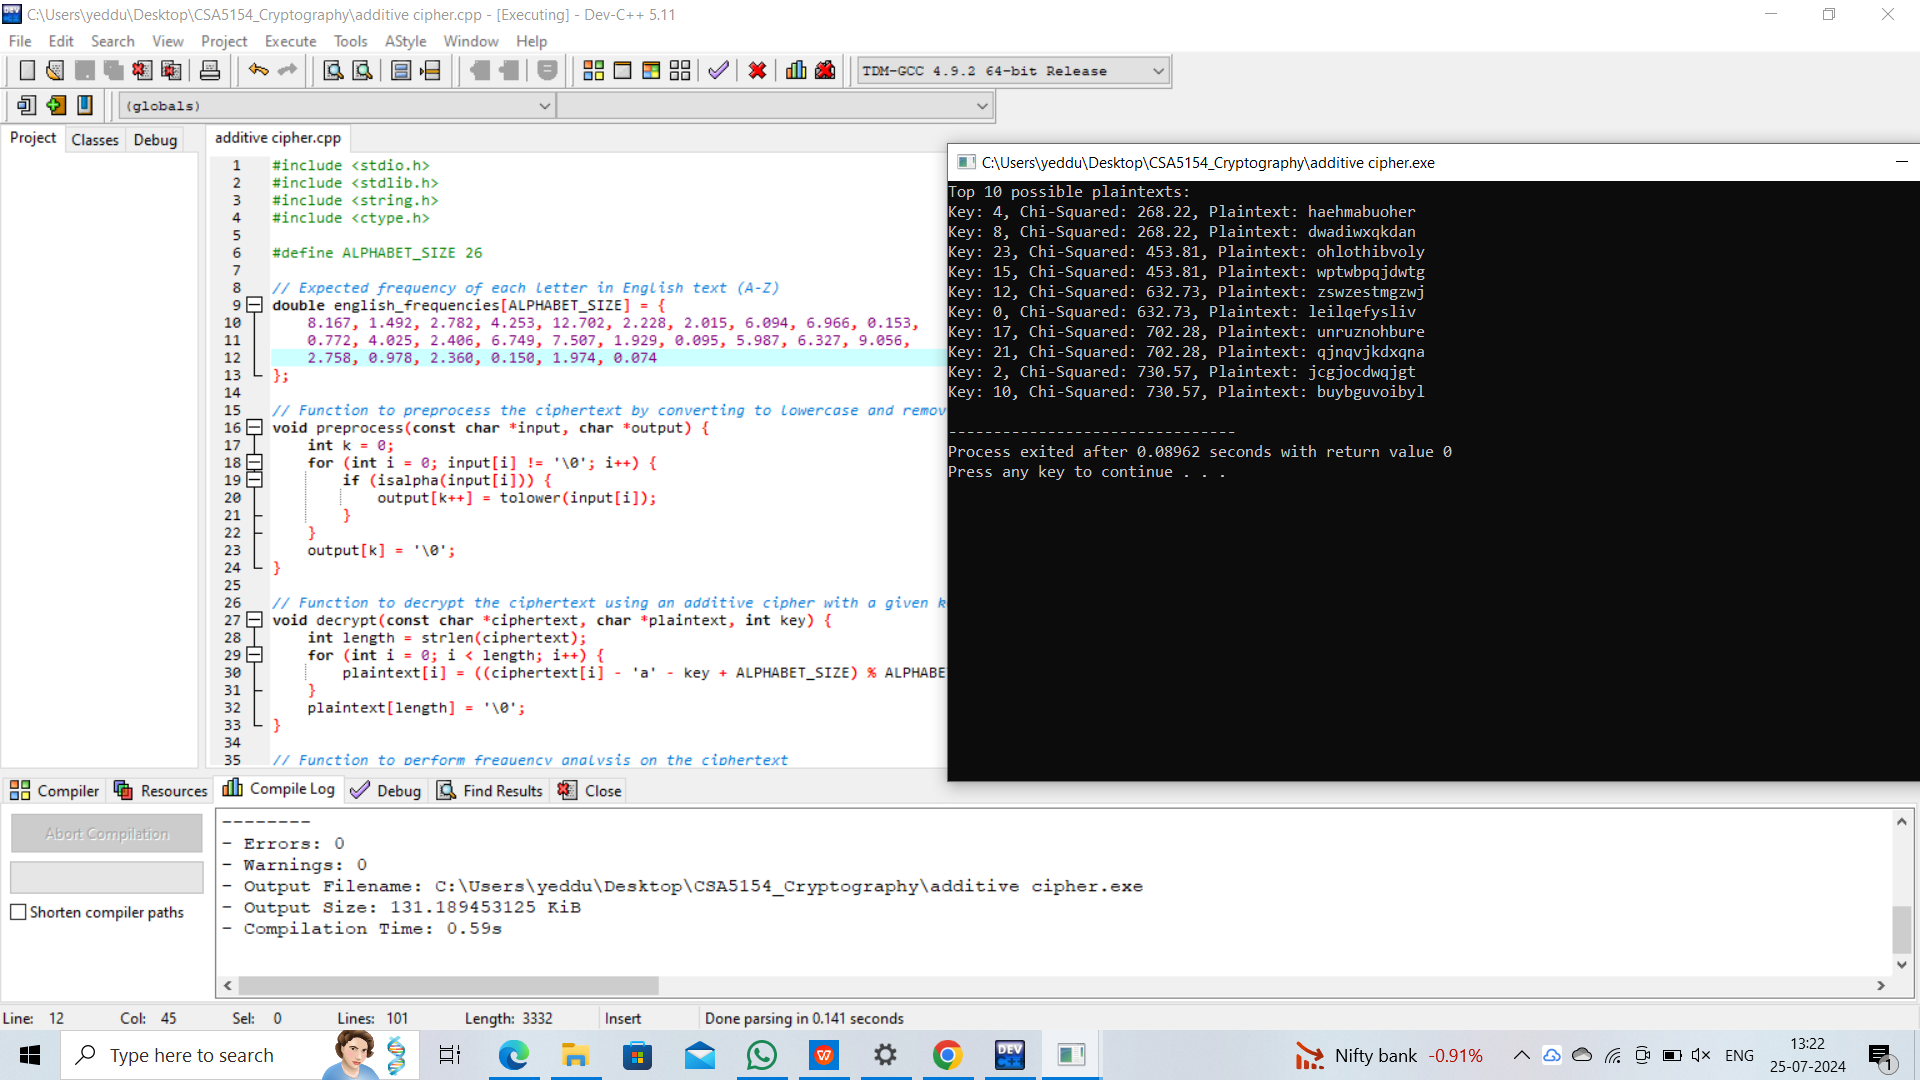 C:\Users\yeddu\Desktop\CSA5154_Cryptography\additive cipher.cpp - [Executing] - Dev-C++ 5.11
File Edit Search View Project Execute Tools AStyle Window Help
TDM-GCC 4.9.2 64-bit Release
(globals)
Project Classes Debug
additive cipher.cpp
1 #include <stdio.h>
2 #include <stdlib.h>
3 #include <string.h>
4 #include <ctype.h>
5
6 #define ALPHABET_SIZE 26
7
8 // Expected frequency of each letter in English text (A-Z)
9 double english_frequencies[ALPHABET_SIZE] = {
10 8.167, 1.492, 2.782, 4.253, 12.702, 2.228, 2.015, 6.094, 6.966, 0.153,
11 0.772, 4.025, 2.406, 6.749, 7.507, 1.929, 0.095, 5.987, 6.327, 9.056,
12 2.758, 0.978, 2.360, 0.150, 1.974, 0.074
13 };
14
15 // Function to preprocess the ciphertext by converting to lowercase and remov
16 void preprocess(const char *input, char *output) {
17 int k = 0;
18 for (int i = 0; input[i] != '\0'; i++) {
19 if (isalpha(input[i])) {
20 output[k++] = tolower(input[i]);
21 }
22 }
23 output[k] = '\0';
24 }
25
26 // Function to decrypt the ciphertext using an additive cipher with a given k
27 void decrypt(const char *ciphertext, char *plaintext, int key) {
28 int length = strlen(ciphertext);
29 for (int i = 0; i < length; i++) {
30 plaintext[i] = ((ciphertext[i] - 'a' - key + ALPHABET_SIZE) % ALPHABE
31 }
32 plaintext[length] = '\0';
33 }
34
35 // Function to perform frequency analysis on the ciphertext
C:\Users\yeddu\Desktop\CSA5154_Cryptography\additive cipher.exe
Top 10 possible plaintexts:
Key: 4, Chi-Squared: 268.22, Plaintext: haehmabuoher
Key: 8, Chi-Squared: 268.22, Plaintext: dwadiwxqkdan
Key: 23, Chi-Squared: 453.81, Plaintext: ohlothibvoly
Key: 15, Chi-Squared: 453.81, Plaintext: wptwbpqjdwtg
Key: 12, Chi-Squared: 632.73, Plaintext: zswzestmgzwj
Key: 0, Chi-Squared: 632.73, Plaintext: leilqefysliv
Key: 17, Chi-Squared: 702.28, Plaintext: unruznohbure
Key: 21, Chi-Squared: 702.28, Plaintext: qjnqvjkdxqna
Key: 2, Chi-Squared: 730.57, Plaintext: jcgjocdwqjgt
Key: 10, Chi-Squared: 730.57, Plaintext: buybguvoibyl
--------------------------------
Process exited after 0.08962 seconds with return value 0
Press any key to continue . . .
Compiler Resources Compile Log Debug Find Results Close
Abort Compilation
Shorten compiler paths
--------
- Errors: 0
- Warnings: 0
- Output Filename: C:\Users\yeddu\Desktop\CSA5154_Cryptography\additive cipher.exe
- Output Size: 131.189453125 KiB
- Compilation Time: 0.59s
Line: 12 Col: 45 Sel: 0 Lines: 101 Length: 3332 Insert Done parsing in 0.141 seconds
Type here to search
DEV
Nifty bank -0.91%
ENG
13:22
25-07-2024
1